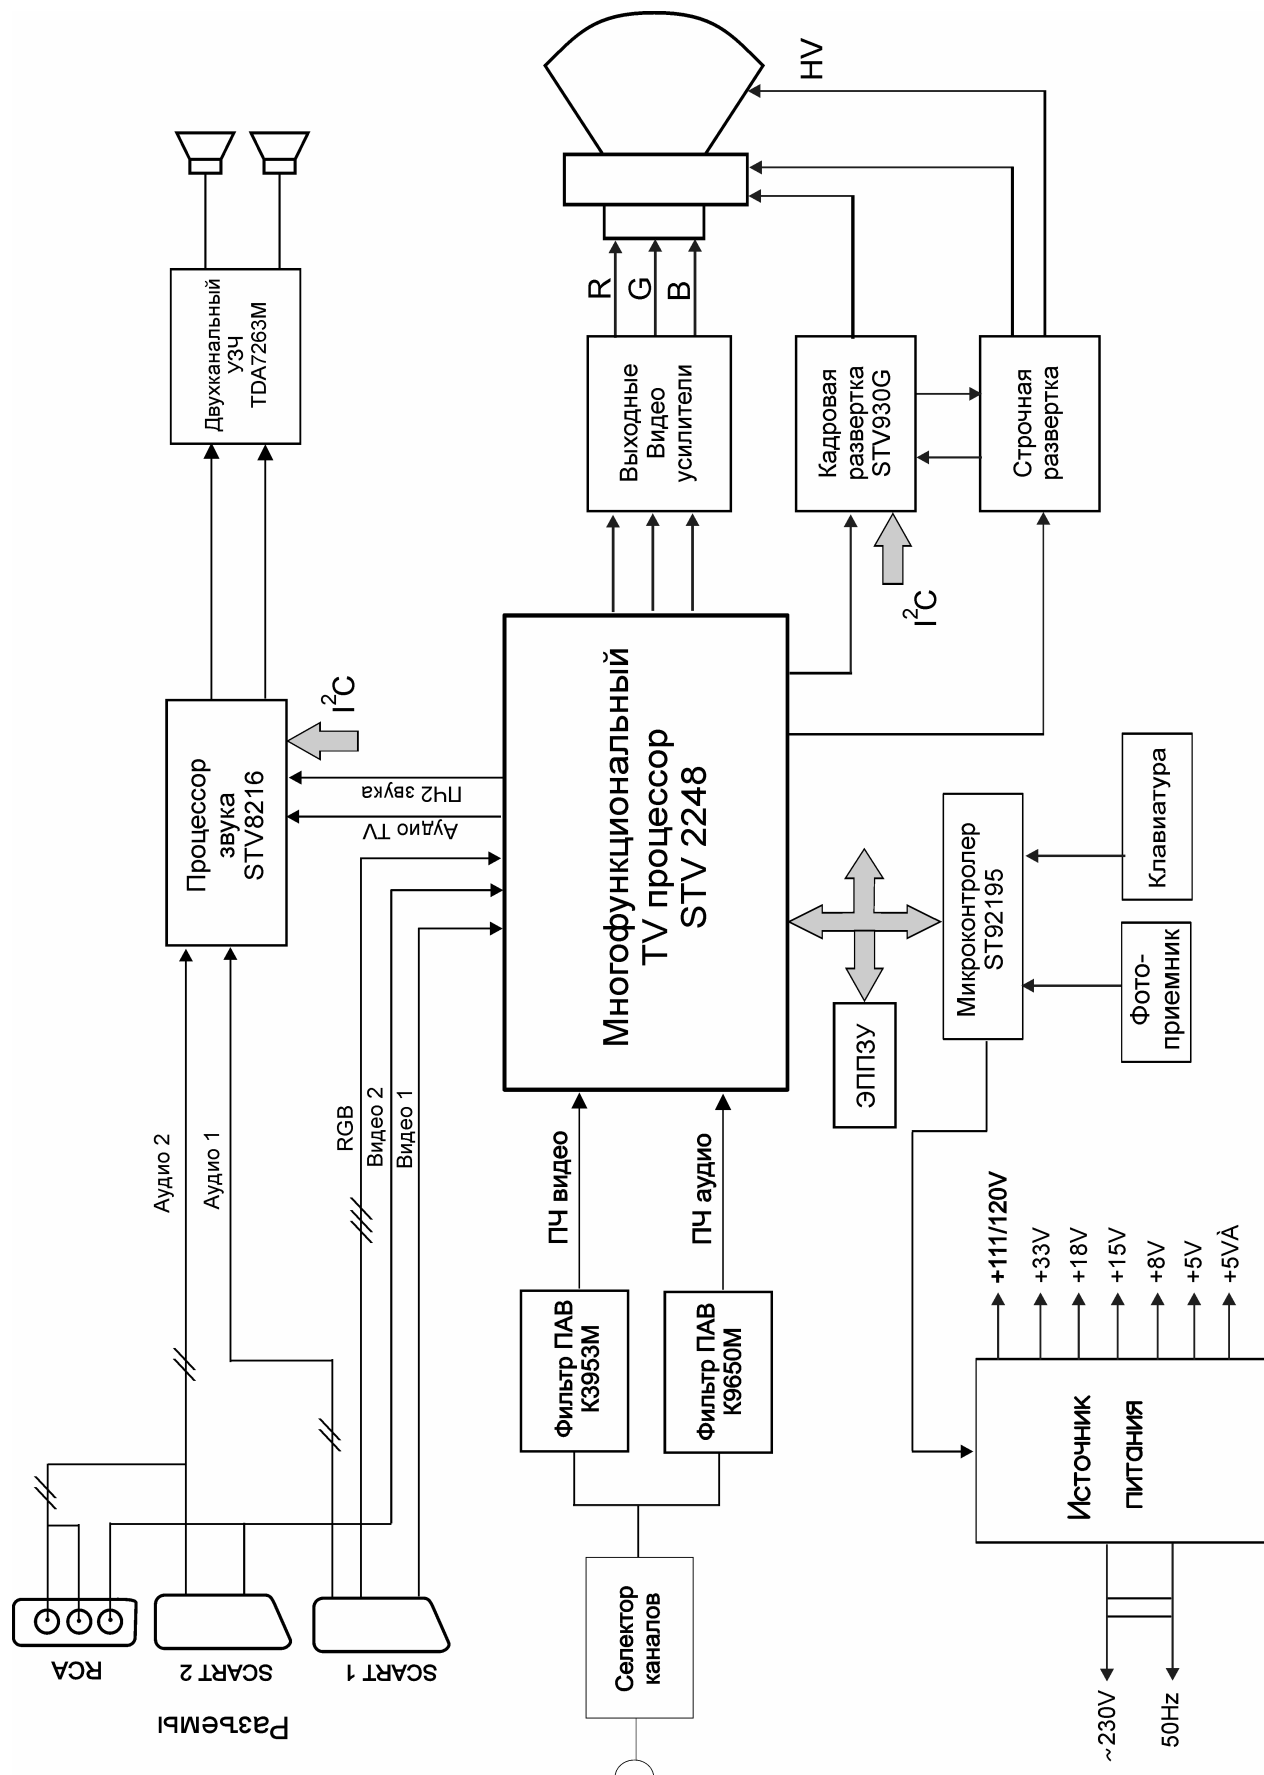 HV
Двухканальный
УЗЧ
TDA7263M
R
G
B
Выходные
Видео
усилители
Кадровая
развертка
STV930G
Строчная
развертка
I²C
I²C
Процессор
звука
STV8216
ПЧ2 звука
Аудио TV
Многофункциональный
TV процессор
STV 2248
Микроконтролер
ST92195
Клавиатура
Фото-
приемник
ЭППЗУ
Аудио 2
Аудио 1
RGB
Видео 2
Видео 1
ПЧ видео
ПЧ аудио
Фильтр ПАВ
К3953М
Фильтр ПАВ
К9650М
+111/120V
+33V
+18V
+15V
+8V
+5V
+5VÀ
Источник
питания
~230V
50Hz
Селектор
каналов
RCA
SCART 2
SCART 1
Разъемы